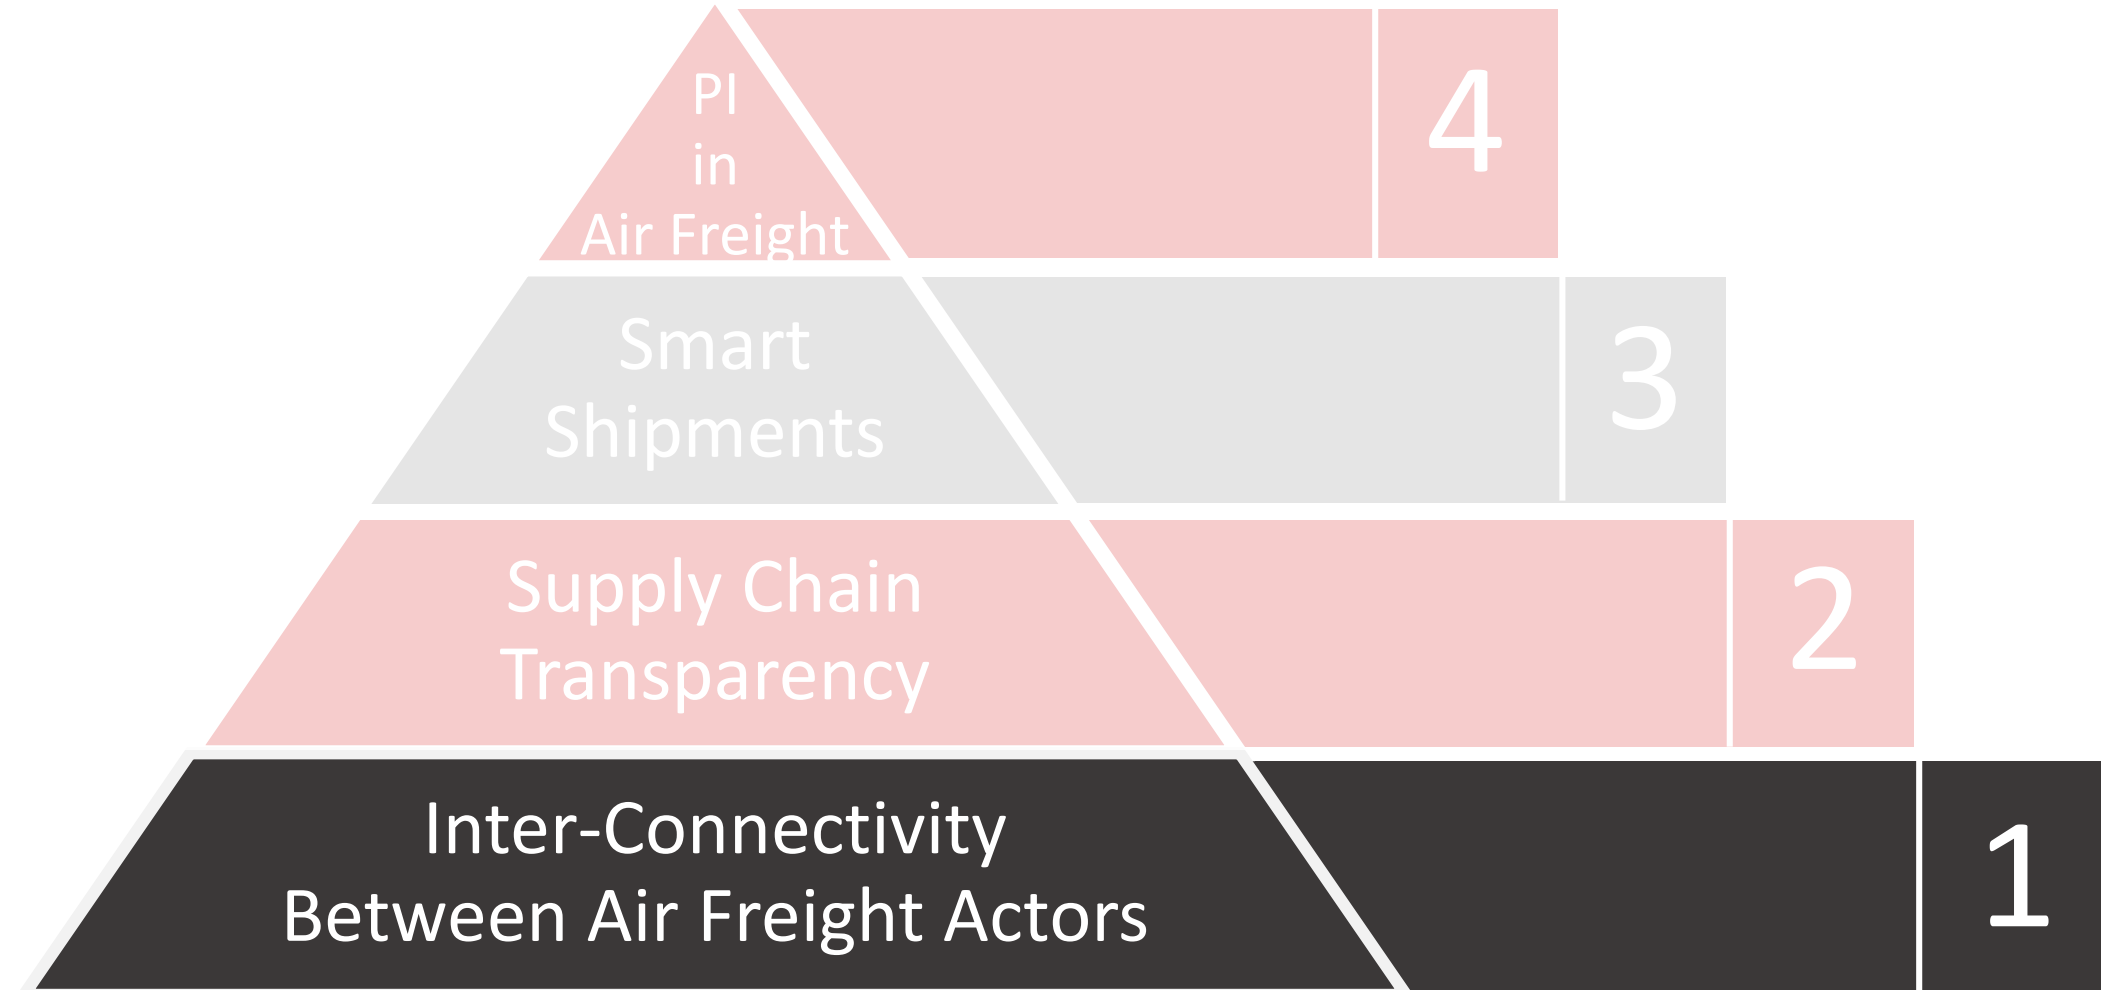 PI
in
Air Freight
4
Smart
Shipments
3
Supply Chain
Transparency
2
Inter-Connectivity
Between Air Freight Actors
1